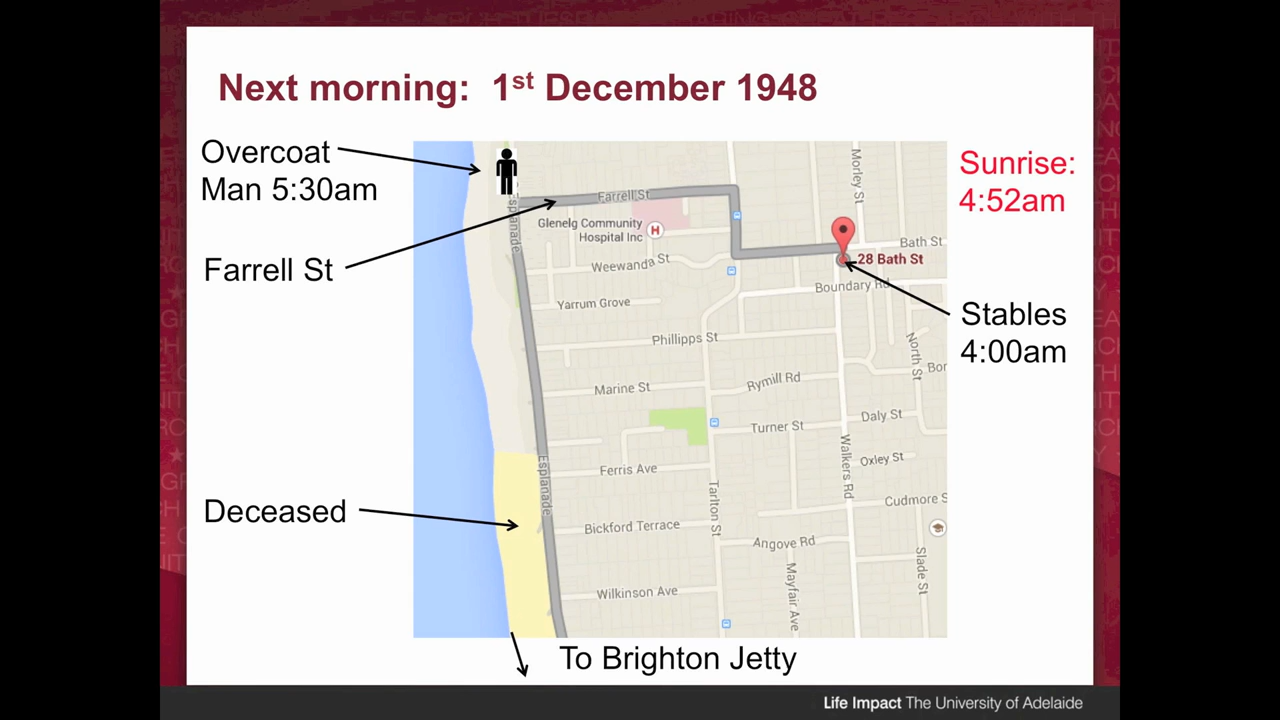 Next morning: 1st December 1948
Overcoat
Man 5:30am
Farrell St
Deceased
Sunrise:
4:52am
Stables
4:00am
Farrell St
Morley St
Esplanade
Glenelg Community
Hospital Inc
H
Bath St
28 Bath St
Weewanda St
Boundary Rd
Yarrum Grove
Phillipps St
North St
Marine St
Rymill Rd
Bor
Turner St
Daly St
Walkers Rd
Oxley St
Esplanade
Ferris Ave
Tarlton St
Cudmore S
Bickford Terrace
Angove Rd
Slade St
Wilkinson Ave
Mayfair Ave
To Brighton Jetty
Life Impact The University of Adelaide